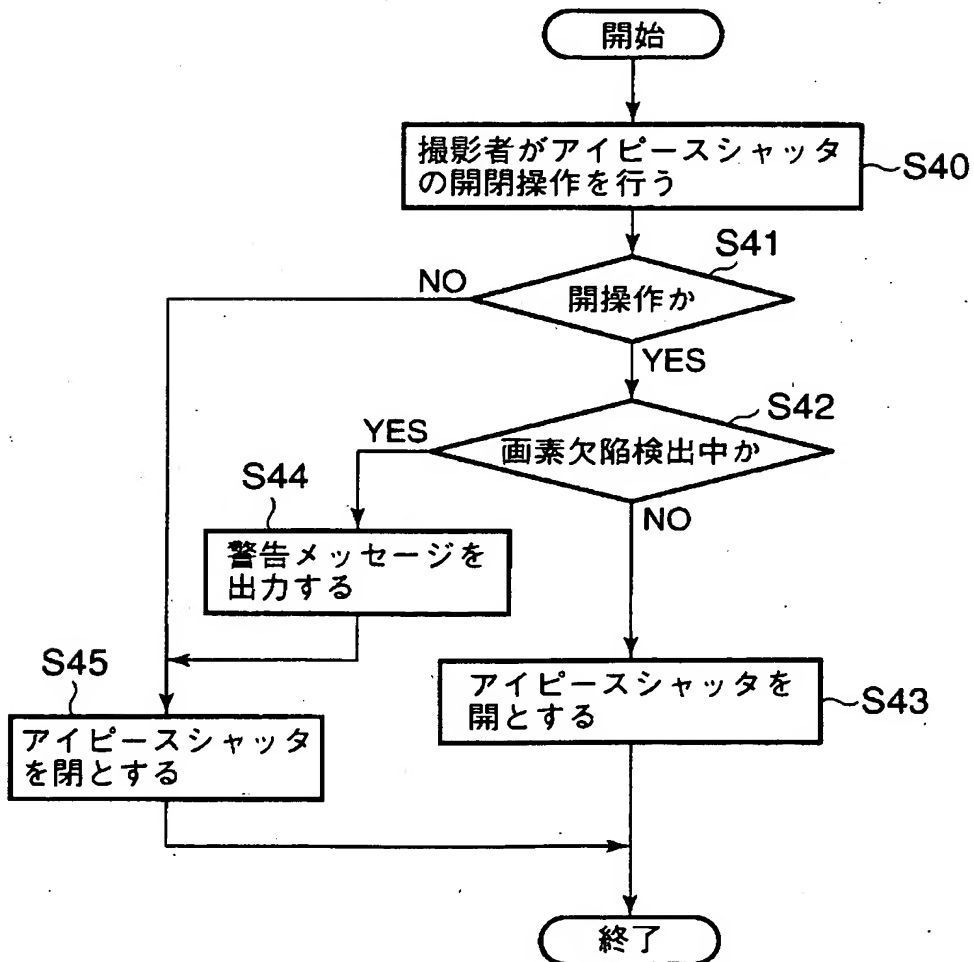 開始
撮影者がアイピースシャッタ
の開閉操作を行う
S40
S41
開操作か
NO
YES
S42
画素欠陥検出中か
YES
NO
S44
警告メッセージを
出力する
S45
アイピースシャッタ
を閉とする
アイピースシャッタを
開とする
S43
終了